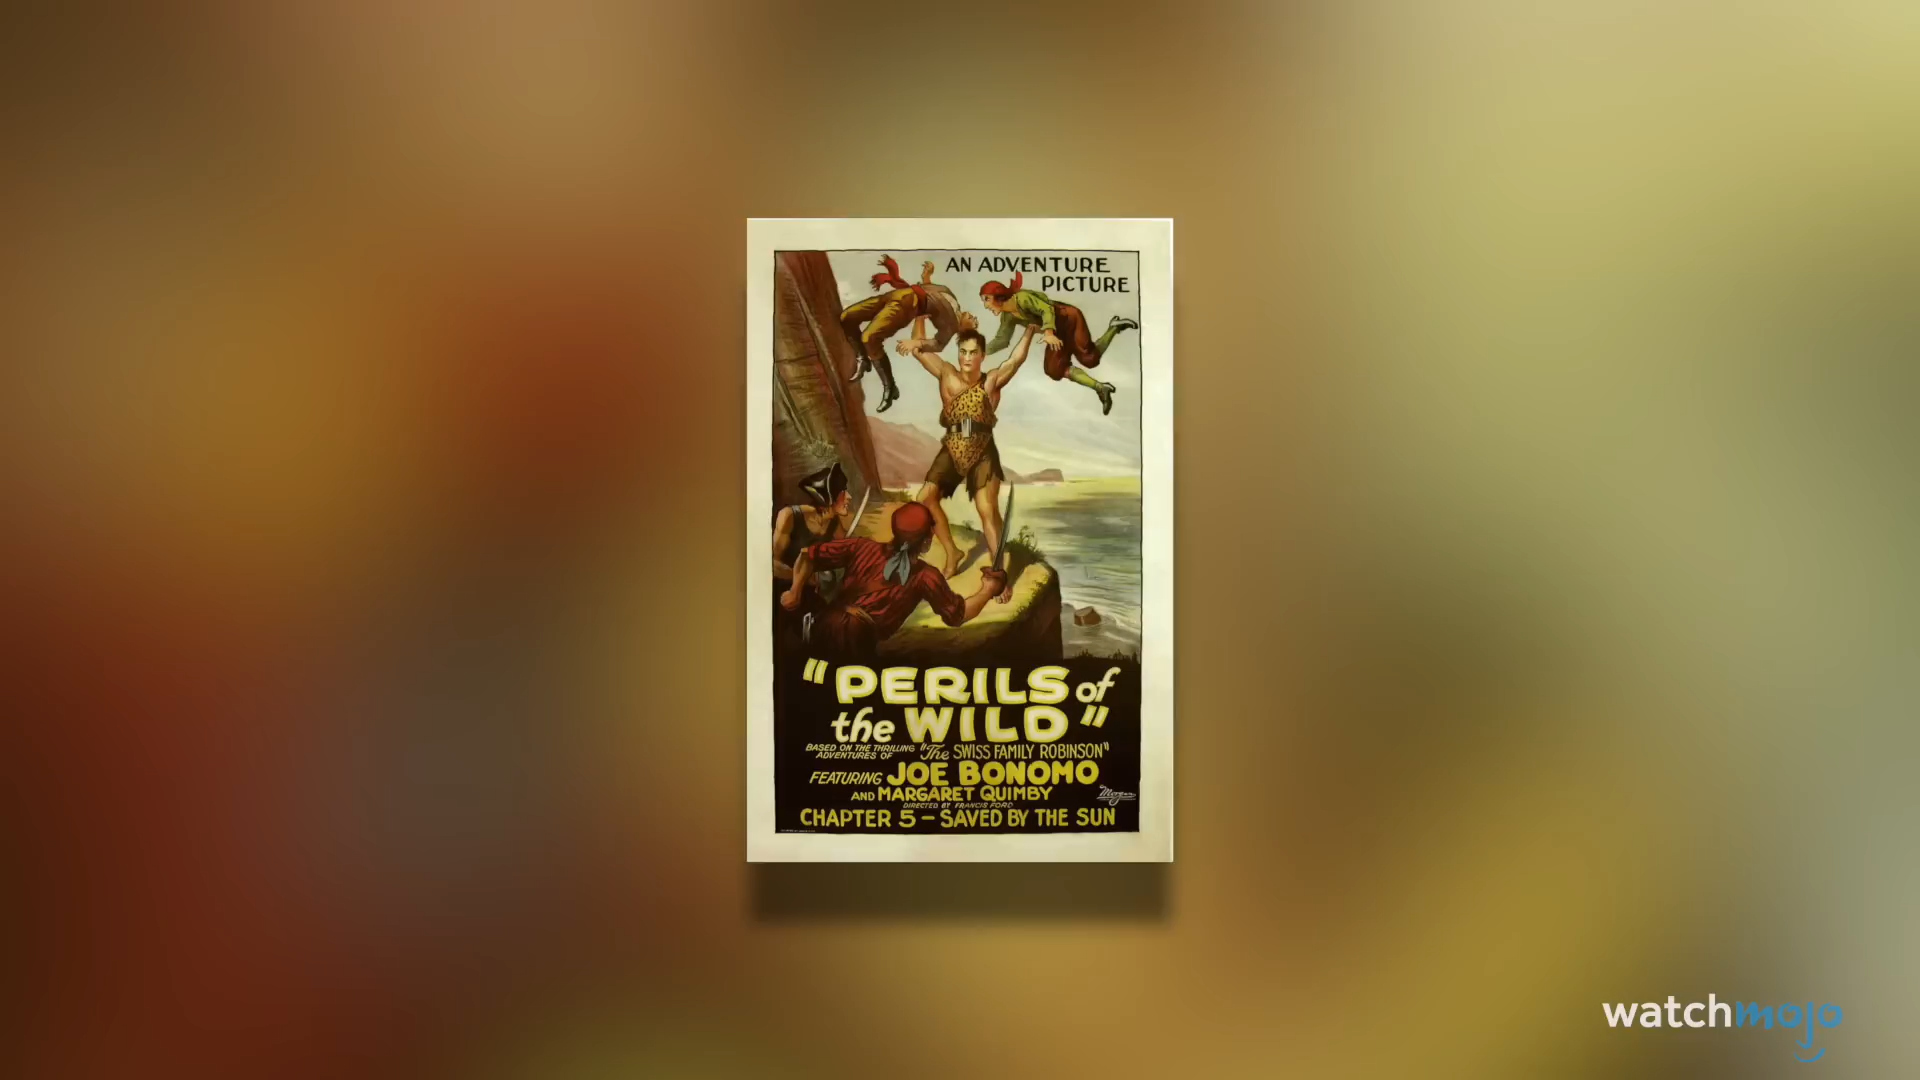 AN ADVENTURE
PICTURE
"PERILS of
the WILD"
BASED ON THE THRILLING
ADVENTURES OF "The SWISS FAMILY ROBINSON"
FEATURING JOE BONOMO
AND MARGARET QUIMBY
Morgan
DIRECTED BY FRANCIS FORD
CHAPTER 5 – SAVED BY THE SUN
watchmojo